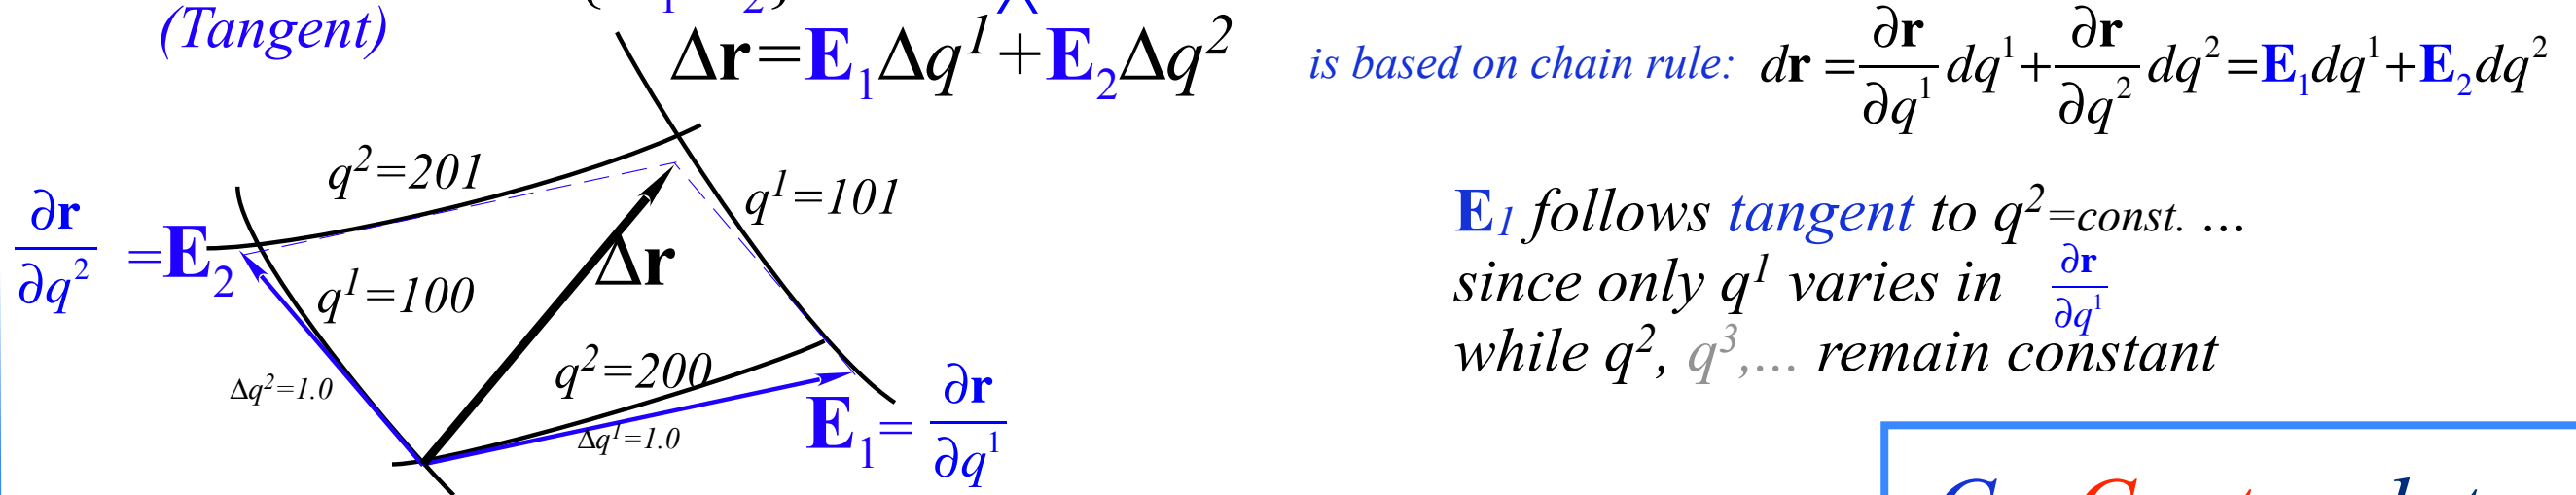 (Tangent)
Δr=E₁Δq¹+E₂Δq²
is based on chain rule: dr = ∂r/∂q¹ dq¹ + ∂r/∂q² dq² = E₁dq¹+E₂dq²
q²=201
q¹=101
∂r/∂q² =E₂
Δr
q¹=100
q²=200
Δq²=1.0
Δq¹=1.0
E₁= ∂r/∂q¹
E₁ follows tangent to q²=const. ...
since only q¹ varies in ∂r/∂q¹
while q², q³,... remain constant